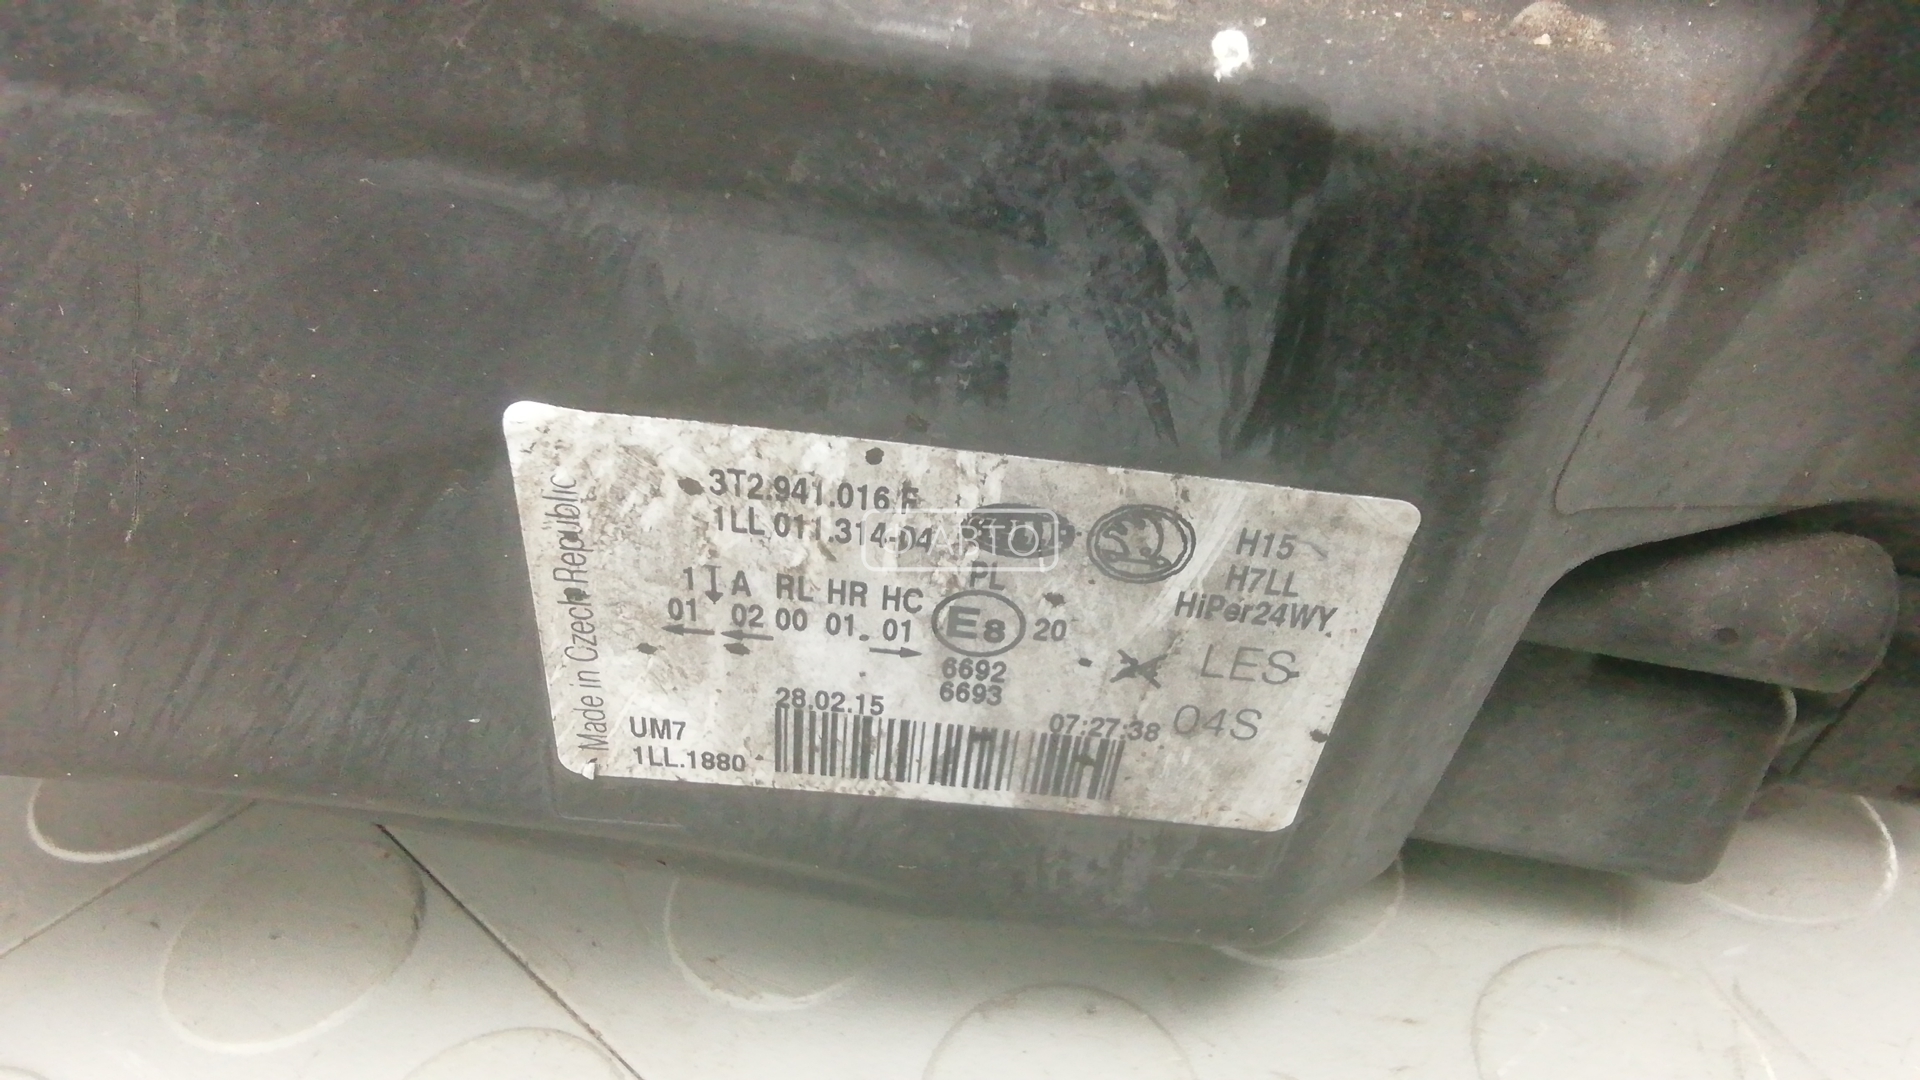 Made in Czech Republic
3T2.941.016 F
1LL.011.314-04
CARTOU
H15
H7LL
HiPer24WY
PL
1 A RL HR HC
01 02 00 01 01
E8 20
6692
6693
LES
28.02.15
07:27:38 04S
UM7
1LL.1880